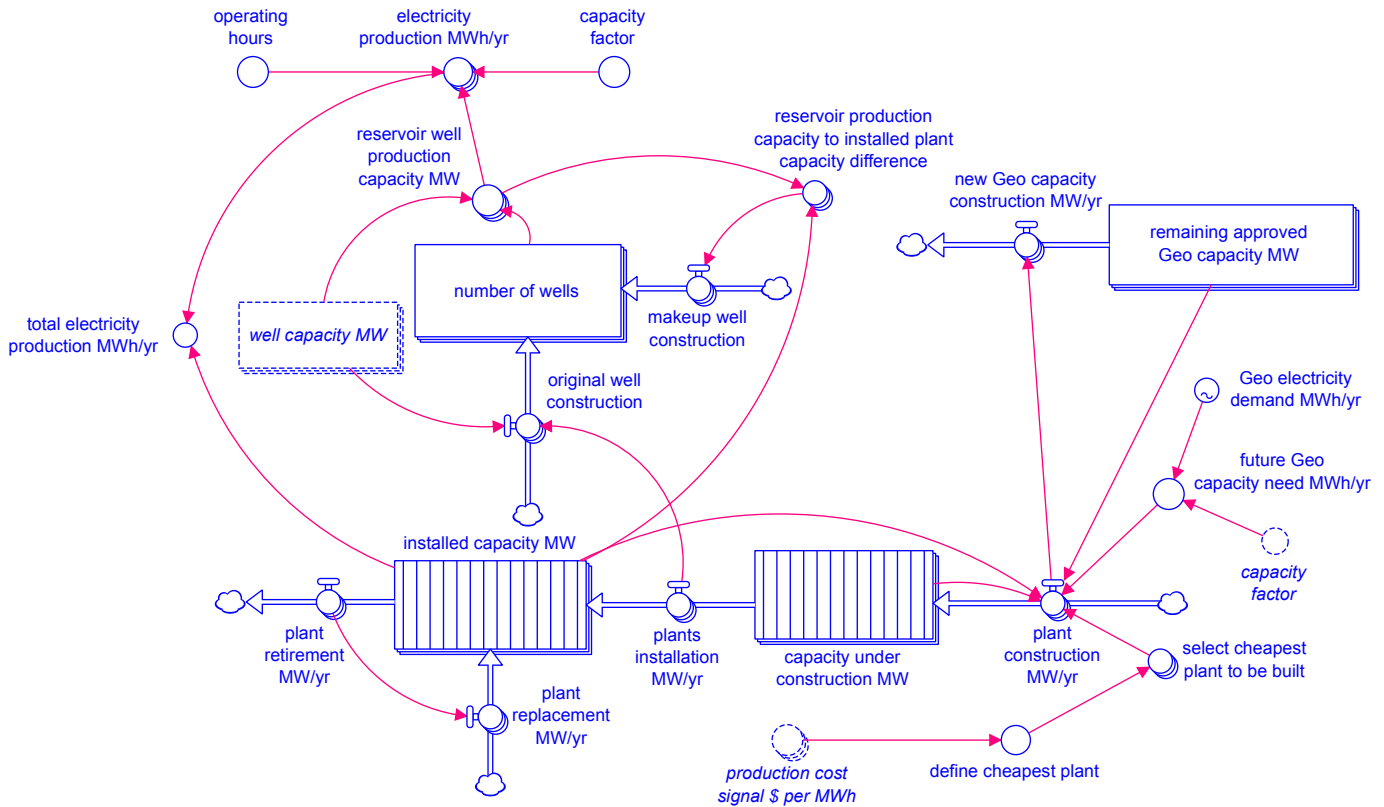 operating
hours
electricity
production MWh/yr
capacity
factor
reservoir well
production
capacity MW
reservoir production
capacity to installed plant
capacity difference
new Geo capacity
construction MW/yr
remaining approved
Geo capacity MW
number of wells
well capacity MW
total electricity
production MWh/yr
makeup well
construction
original well
construction
Geo electricity
demand MWh/yr
future Geo
capacity need MWh/yr
capacity
factor
installed capacity MW
plant
retirement
MW/yr
plants
installation
MW/yr
capacity under
construction MW
plant
construction
MW/yr
select cheapest
plant to be built
plant
replacement
MW/yr
production cost
signal $ per MWh
define cheapest plant